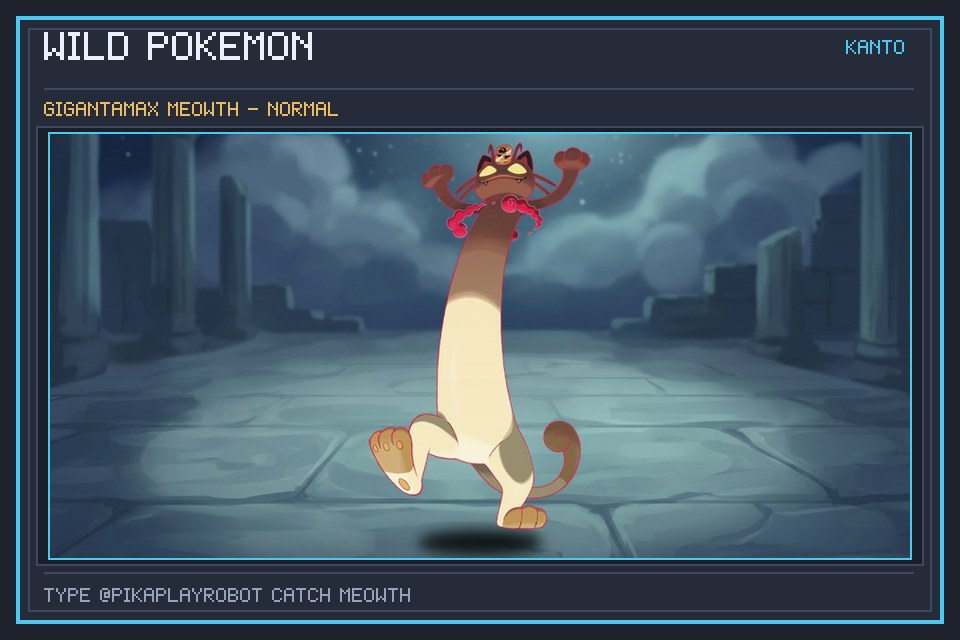 WILD POKEMON
KANTO
GIGANTAMAX MEOWTH - NORMAL
TYPE @PIKAPLAYROBOT CATCH MEOWTH